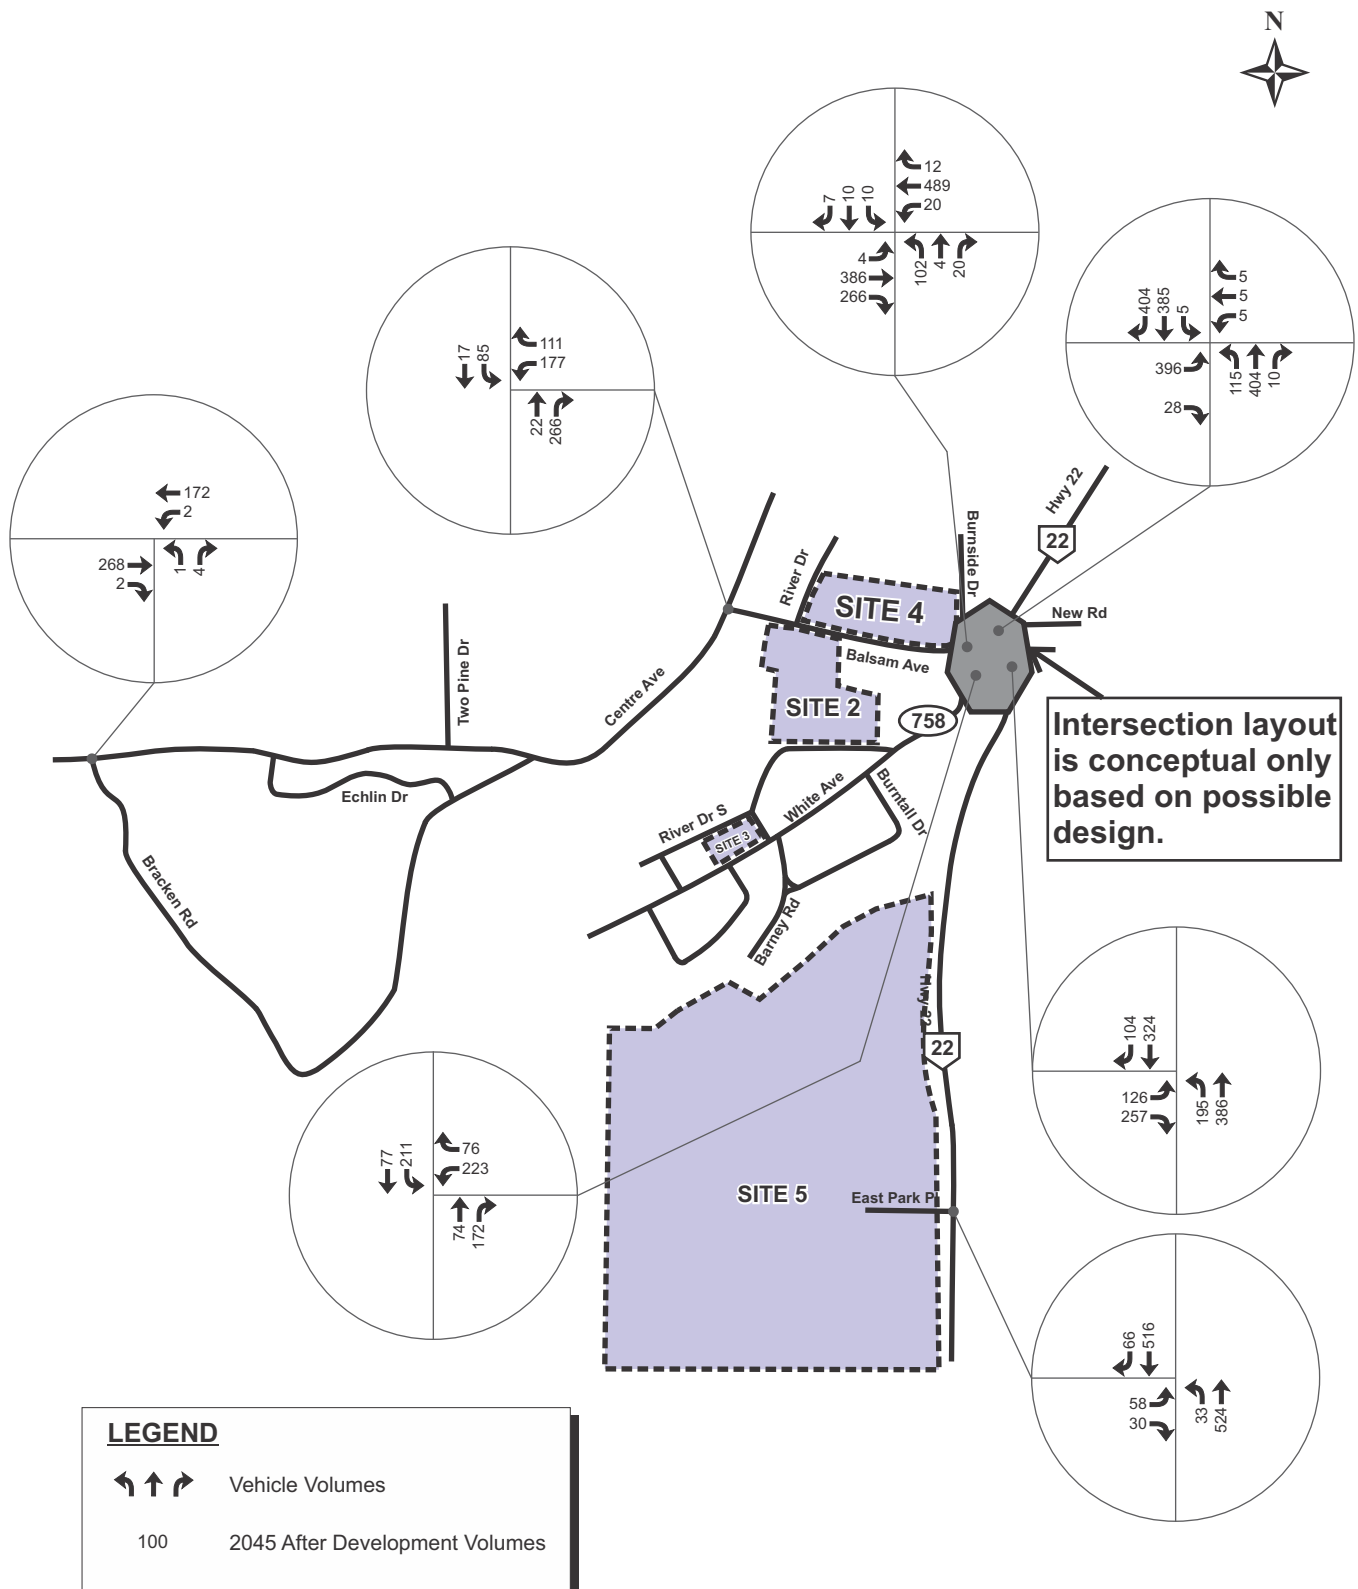 N
12
489
20
7
10
10
4
386
266
102
4
20
5
5
5
404
385
5
396
28
115
404
10
111
177
17
85
22
266
172
2
268
2
1
4
Hwy 22
22
Burnside Dr
New Rd
River Dr
SITE 4
Balsam Ave
Two Pine Dr
Centre Ave
SITE 2
758
Intersection layout
is conceptual only
based on possible
design.
Echlin Dr
White Ave
Burntall Dr
River Dr S
SITE 3
Bracken Rd
Barney Rd
Hwy 22
22
104
324
126
257
195
386
77
211
76
223
74
172
SITE 5
East Park Pl
66
516
58
30
33
524
LEGEND
Vehicle Volumes
100
2045 After Development Volumes